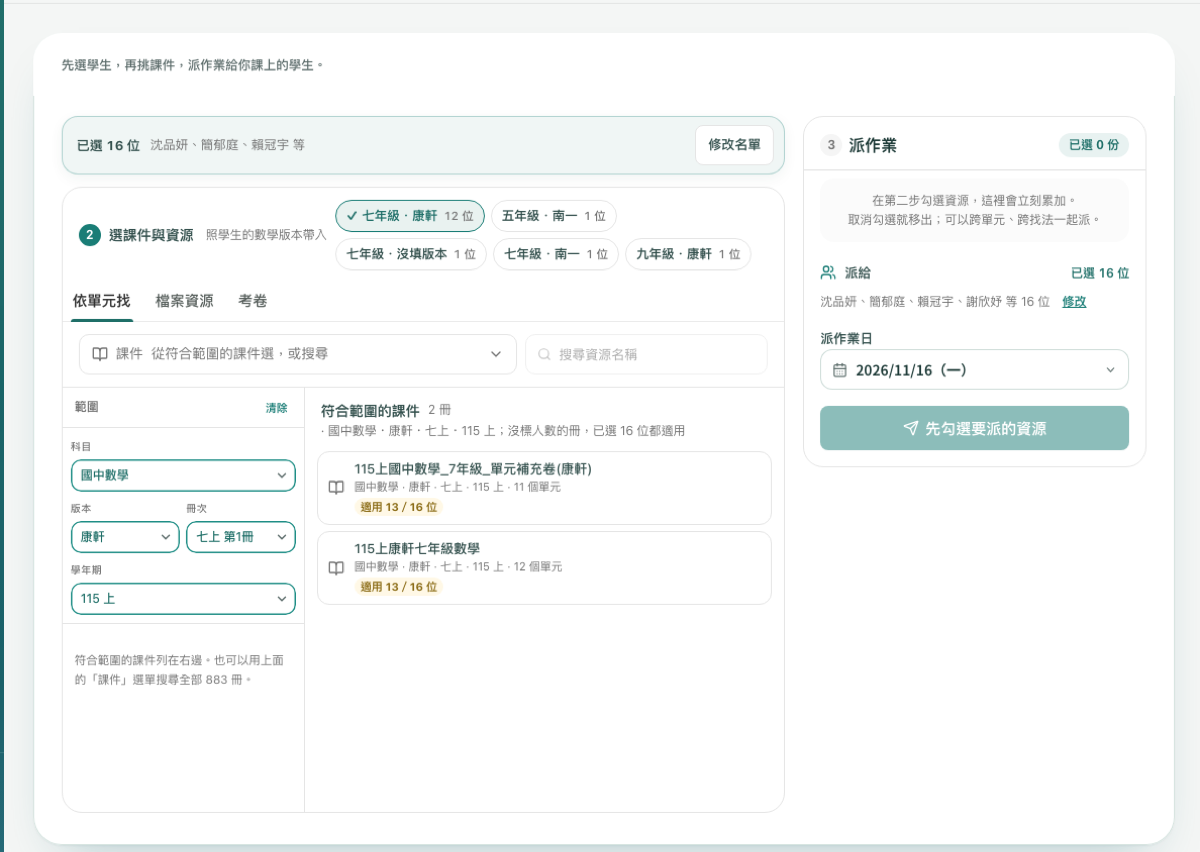 先選學生，再挑課件，派作業給你課上的學生。
已選 16 位 沈品妍、簡郁庭、賴冠宇 等
修改名單
2 選課件與資源 照學生的數學版本帶入
七年級 · 康軒 12 位
五年級 · 南一 1 位
七年級 · 沒填版本 1 位
七年級 · 南一 1 位
九年級 · 康軒 1 位
依單元找 檔案資源 考卷
課件 從符合範圍的課件選，或搜尋
搜尋資源名稱
範圍 清除
科目
國中數學
版本 冊次
康軒 七上 第1冊
學年期
115 上
符合範圍的課件列在右邊。也可以用上面
的「課件」選單搜尋全部 883 冊。
符合範圍的課件 2 冊
· 國中數學 · 康軒 · 七上 · 115 上；沒標人數的冊，已選 16 位都適用
115上國中數學_7年級_單元補充卷(康軒)
國中數學 · 康軒 · 七上 · 115 上 · 11 個單元
適用 13 / 16 位
115上康軒七年級數學
國中數學 · 康軒 · 七上 · 115 上 · 12 個單元
適用 13 / 16 位
3 派作業 已選 0 份
在第二步勾選資源，這裡會立刻累加。
取消勾選就移出；可以跨單元、跨找法一起派。
派給 已選 16 位
沈品妍、簡郁庭、賴冠宇、謝欣妤 等 16 位 修改
派作業日
2026/11/16（一）
先勾選要派的資源